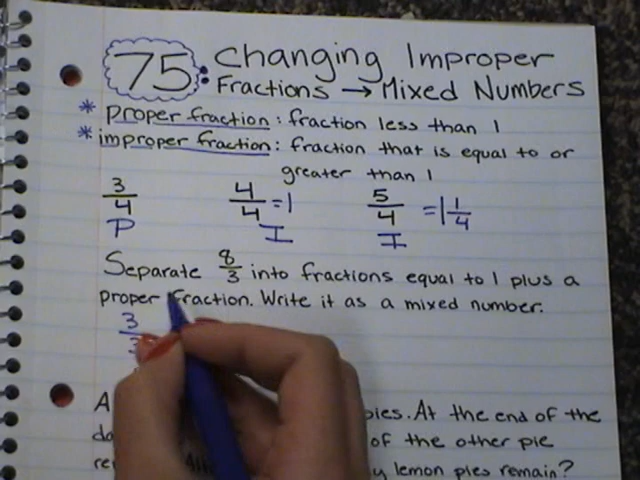 75: Changing Improper
Fractions → Mixed Numbers
* Proper fraction: fraction less than 1
* improper fraction: fraction that is equal to or
greater than 1
3/4 4/4 = 1 5/4 = 1 1/4
P I I
Separate 8/3 into fractions equal to 1 plus a
proper fraction. Write it as a mixed number.
3/3
A pies. At the end of the
of the other pie
lemon pies remain?